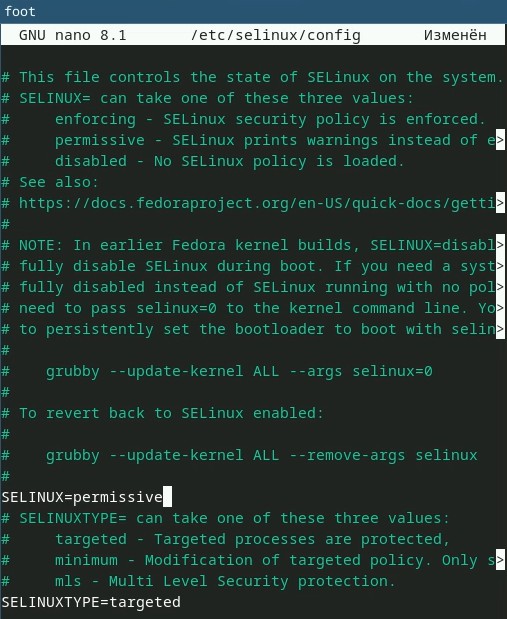 foot
GNU nano 8.1 /etc/selinux/config Изменён
# This file controls the state of SELinux on the system.
# SELINUX= can take one of these three values:
#     enforcing - SELinux security policy is enforced.
#     permissive - SELinux prints warnings instead of e>
#     disabled - No SELinux policy is loaded.
# See also:
# https://docs.fedoraproject.org/en-US/quick-docs/getti>
#
# NOTE: In earlier Fedora kernel builds, SELINUX=disabl>
# fully disable SELinux during boot. If you need a syst>
# fully disabled instead of SELinux running with no pol>
# need to pass selinux=0 to the kernel command line. Yo>
# to persistently set the bootloader to boot with selin>
#
#    grubby --update-kernel ALL --args selinux=0
#
# To revert back to SELinux enabled:
#
#    grubby --update-kernel ALL --remove-args selinux
#
SELINUX=permissive
# SELINUXTYPE= can take one of these three values:
#     targeted - Targeted processes are protected,
#     minimum - Modification of targeted policy. Only s>
#     mls - Multi Level Security protection.
SELINUXTYPE=targeted